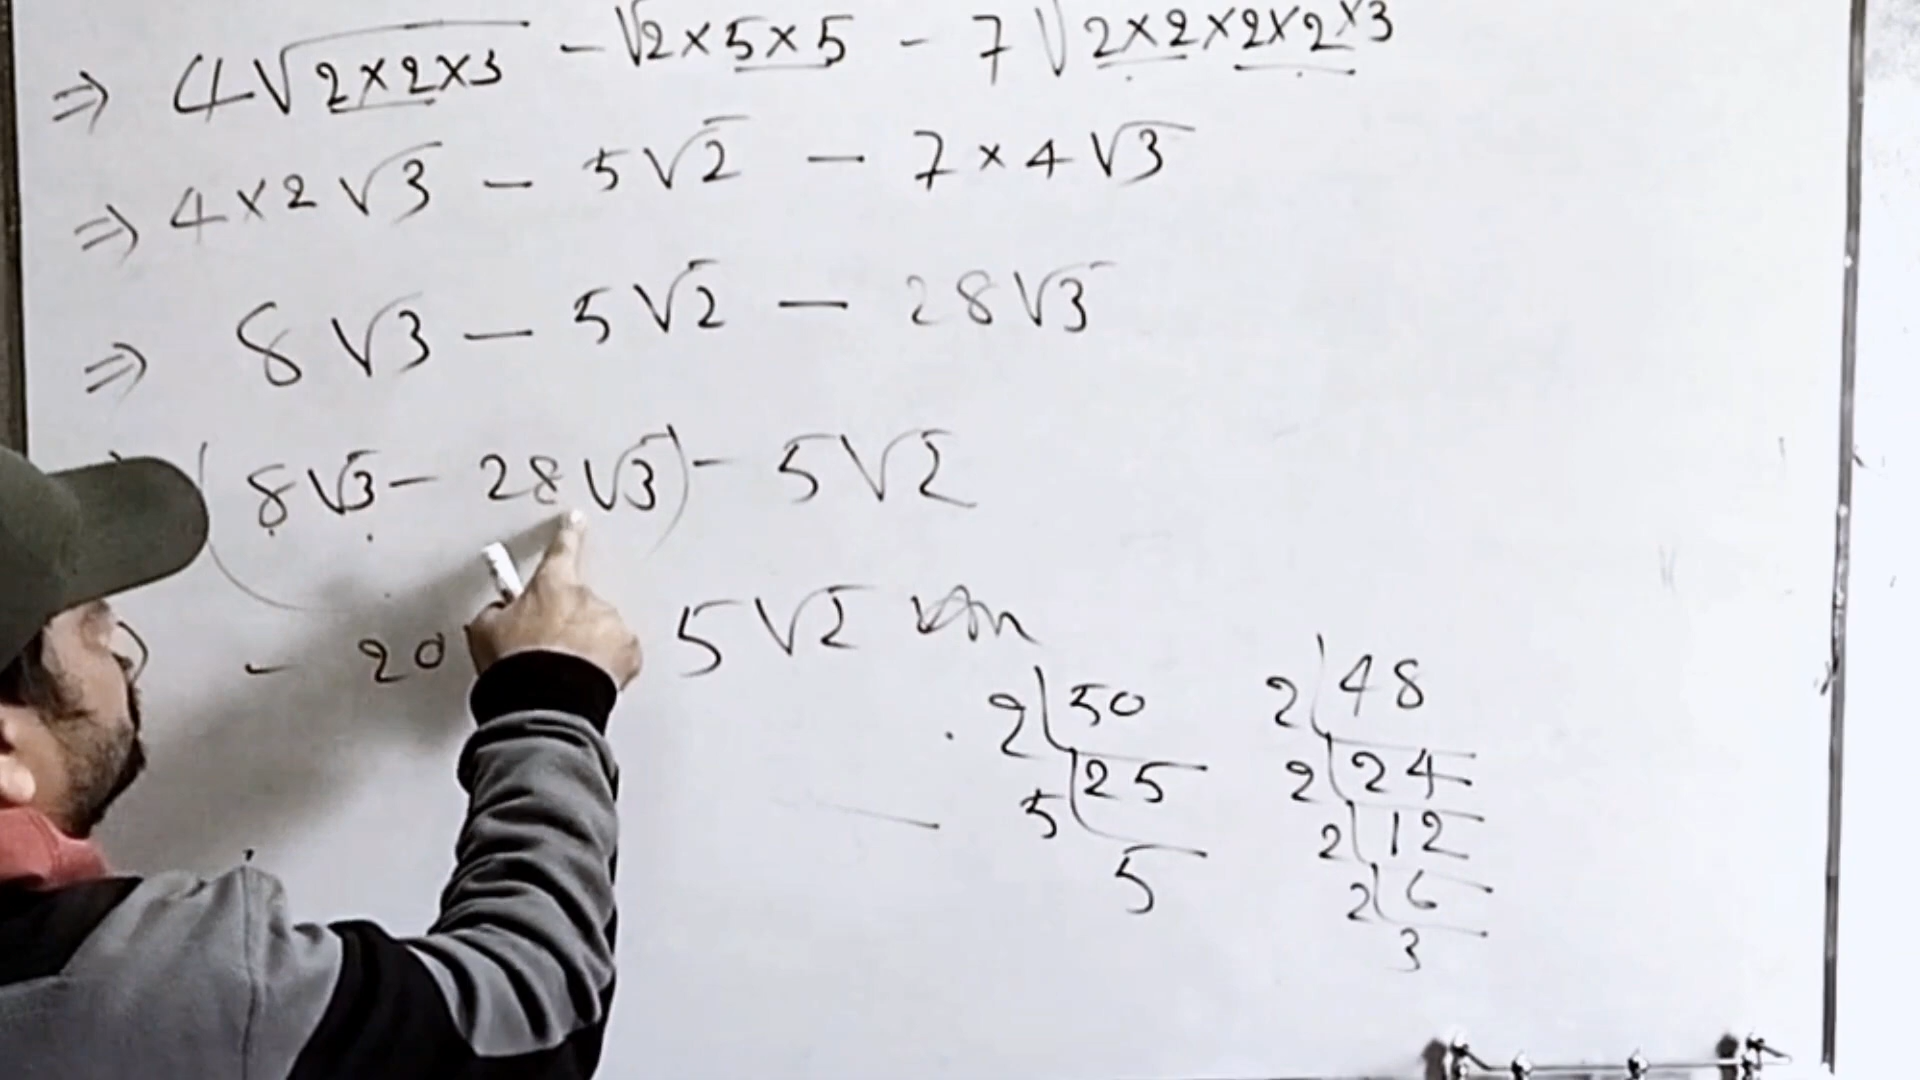 ⇒ 4√2×2×3 - √2×5×5 - 7√2×2×2×2×3
⇒ 4×2√3 - 5√2 - 7×4√3
⇒ 8√3 - 5√2 - 28√3
(8√3 - 28√3) - 5√2
- 20 5√2
2 50
5 25
5
2 48
2 24
2 12
2 6
3